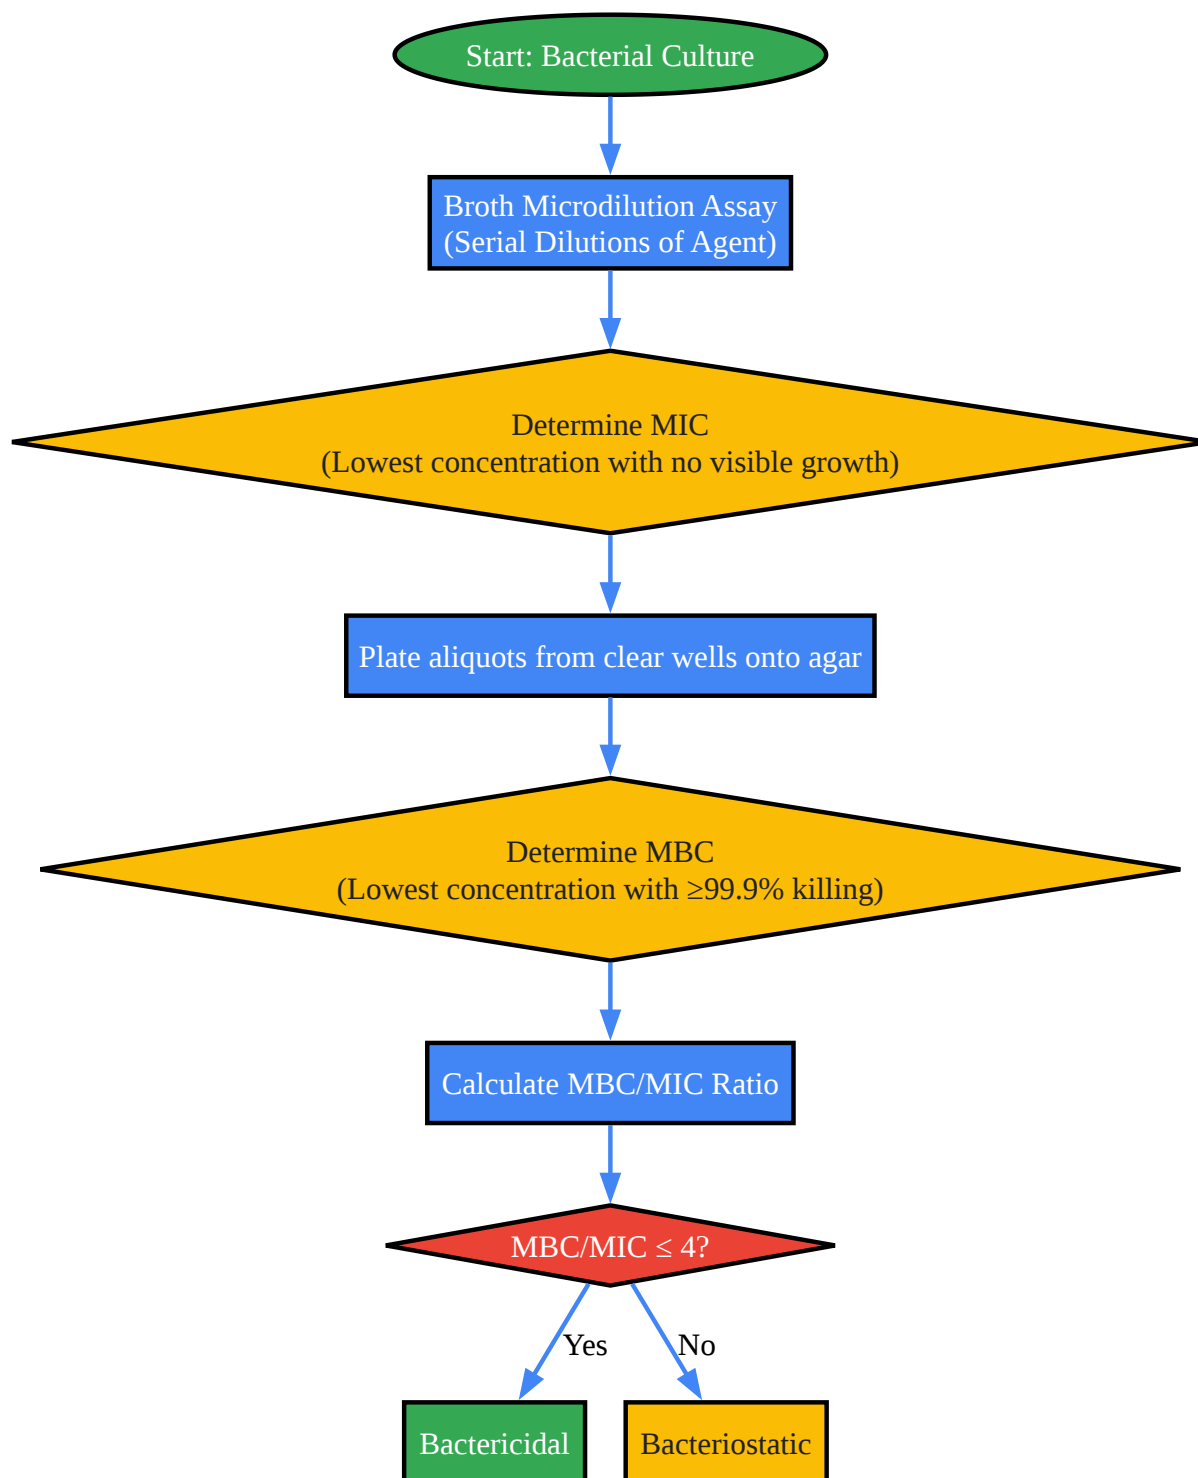 Start: Bacterial Culture
Broth Microdilution Assay
(Serial Dilutions of Agent)
Determine MIC
(Lowest concentration with no visible growth)
Plate aliquots from clear wells onto agar
Determine MBC
(Lowest concentration with ≥99.9% killing)
Calculate MBC/MIC Ratio
MBC/MIC ≤ 4?
Yes
No
Bactericidal
Bacteriostatic